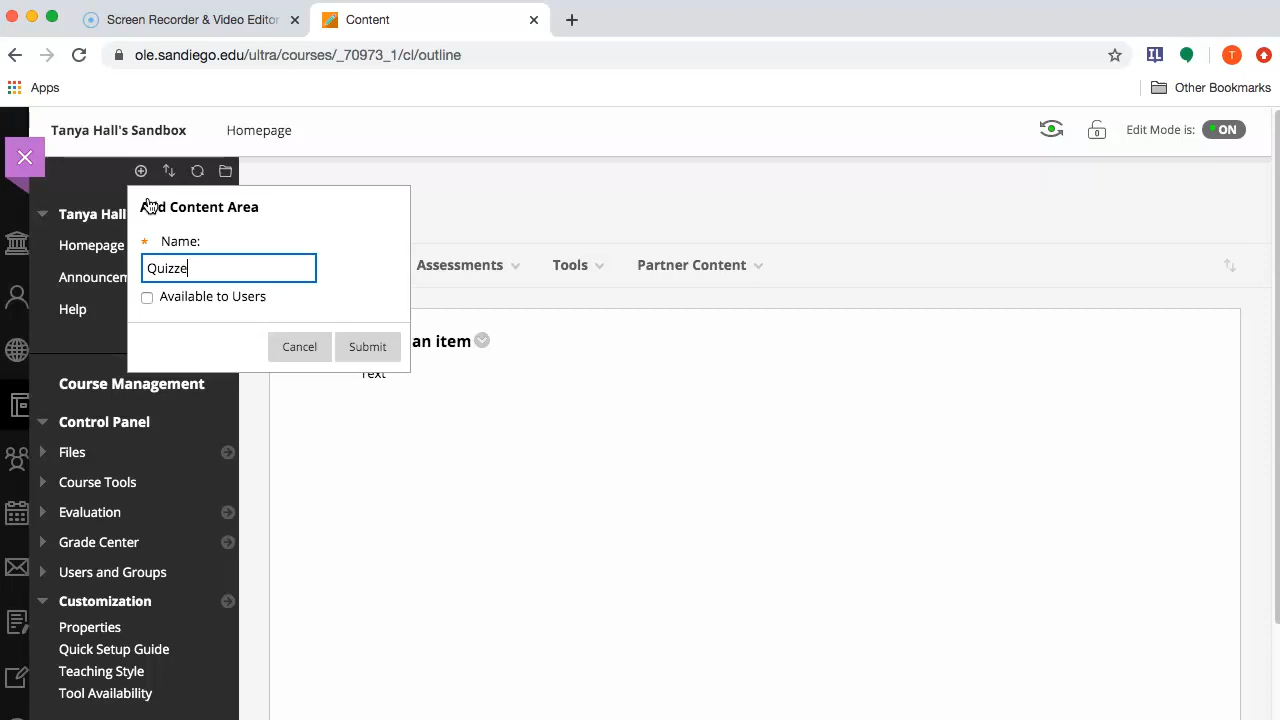 Screen Recorder & Video Editor
Content
ole.sandiego.edu/ultra/courses/_70973_1/cl/outline
IL
T
Apps
Other Bookmarks
Tanya Hall's Sandbox
Homepage
Edit Mode is:
ON
Tanya Hall
Add Content Area
Homepage
Name:
Quizze
Assessments
Tools
Partner Content
Announcem
Available to Users
Help
Cancel
Submit
an item
Text
Course Management
Control Panel
Files
Course Tools
Evaluation
Grade Center
Users and Groups
Customization
Properties
Quick Setup Guide
Teaching Style
Tool Availability